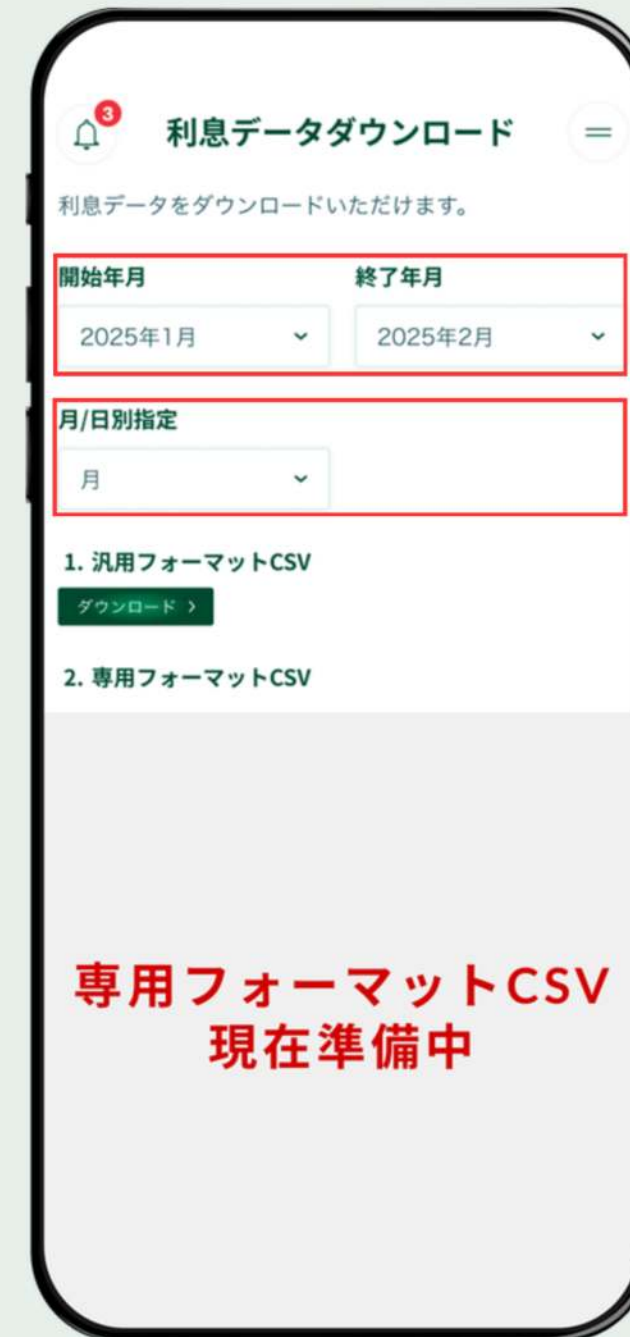 3
利息データダウンロード
利息データをダウンロードいただけます。
開始年月 終了年月
2025年1月 2025年2月
月/日別指定
月
1. 汎用フォーマットCSV
ダウンロード >
2. 専用フォーマットCSV
専用フォーマットCSV
現在準備中